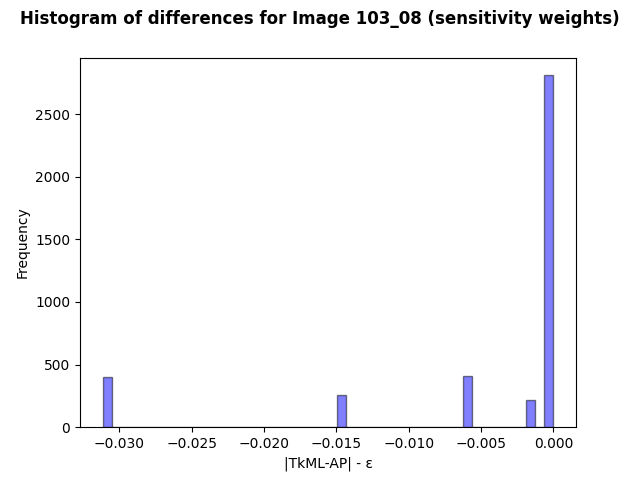 Histogram of differences for Image 103_08 (sensitivity weights)
2500
2000
1500
1000
500
0
Frequency
−0.030 −0.025 −0.020 −0.015 −0.010 −0.005 0.000
|TkML-AP| - ε